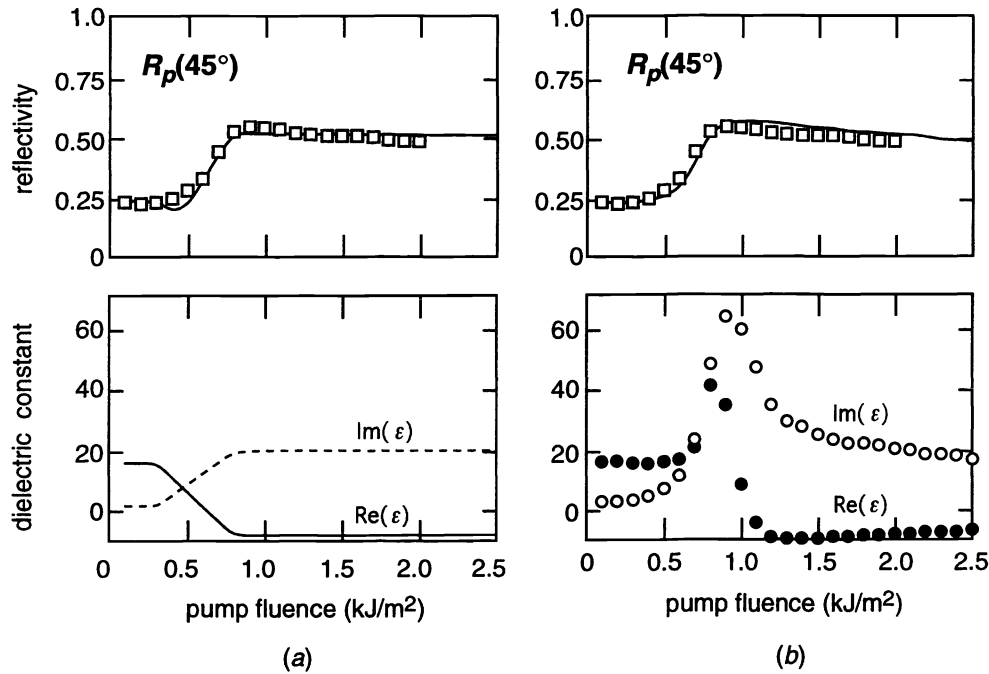 1.0
0.75
0.50
0.25
0
reflectivity
Rp(45°)
60
40
20
0
dielectric constant
Im(ε)
Re(ε)
0 0.5 1.0 1.5 2.0 2.5
pump fluence (kJ/m²)
(a)
1.0
0.75
0.50
0.25
0
Rp(45°)
60
40
20
0
Im(ε)
Re(ε)
0 0.5 1.0 1.5 2.0 2.5
pump fluence (kJ/m²)
(b)